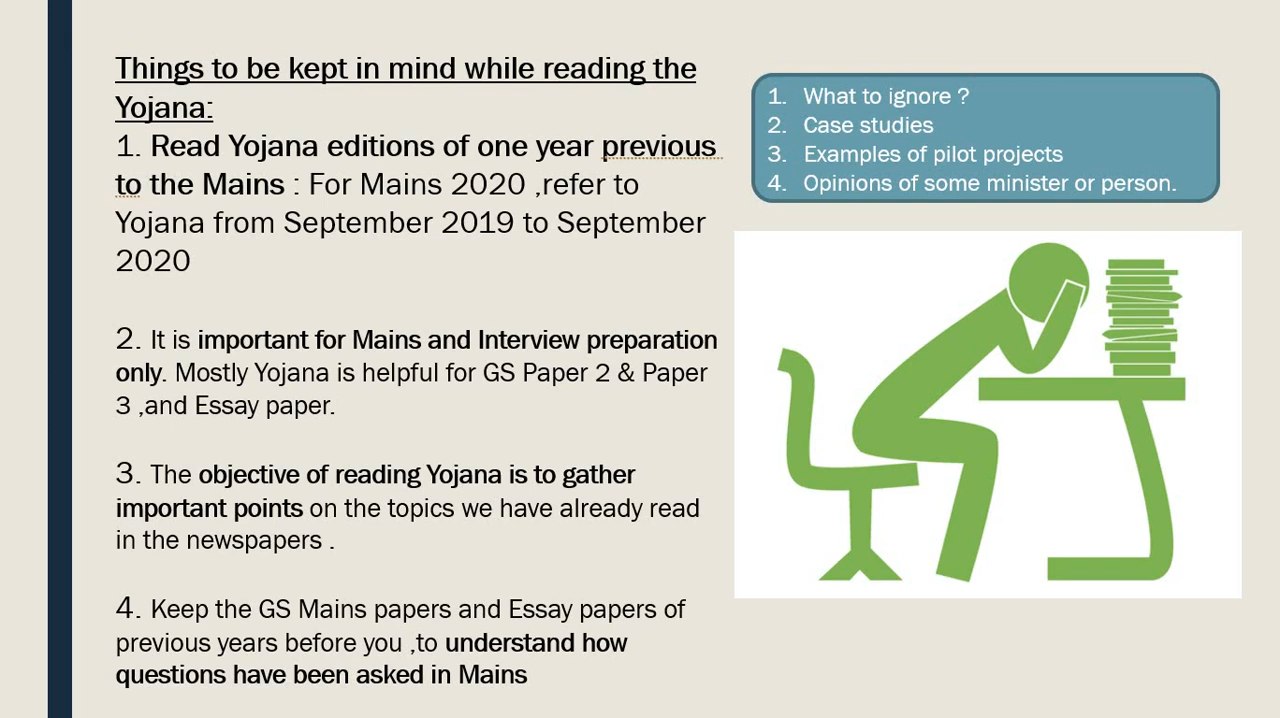 Things to be kept in mind while reading the
Yojana:
1. Read Yojana editions of one year previous
to the Mains : For Mains 2020 ,refer to
Yojana from September 2019 to September
2020
2. It is important for Mains and Interview preparation
only. Mostly Yojana is helpful for GS Paper 2 & Paper
3 ,and Essay paper.
3. The objective of reading Yojana is to gather
important points on the topics we have already read
in the newspapers .
4. Keep the GS Mains papers and Essay papers of
previous years before you ,to understand how
questions have been asked in Mains
1. What to ignore ?
2. Case studies
3. Examples of pilot projects
4. Opinions of some minister or person.